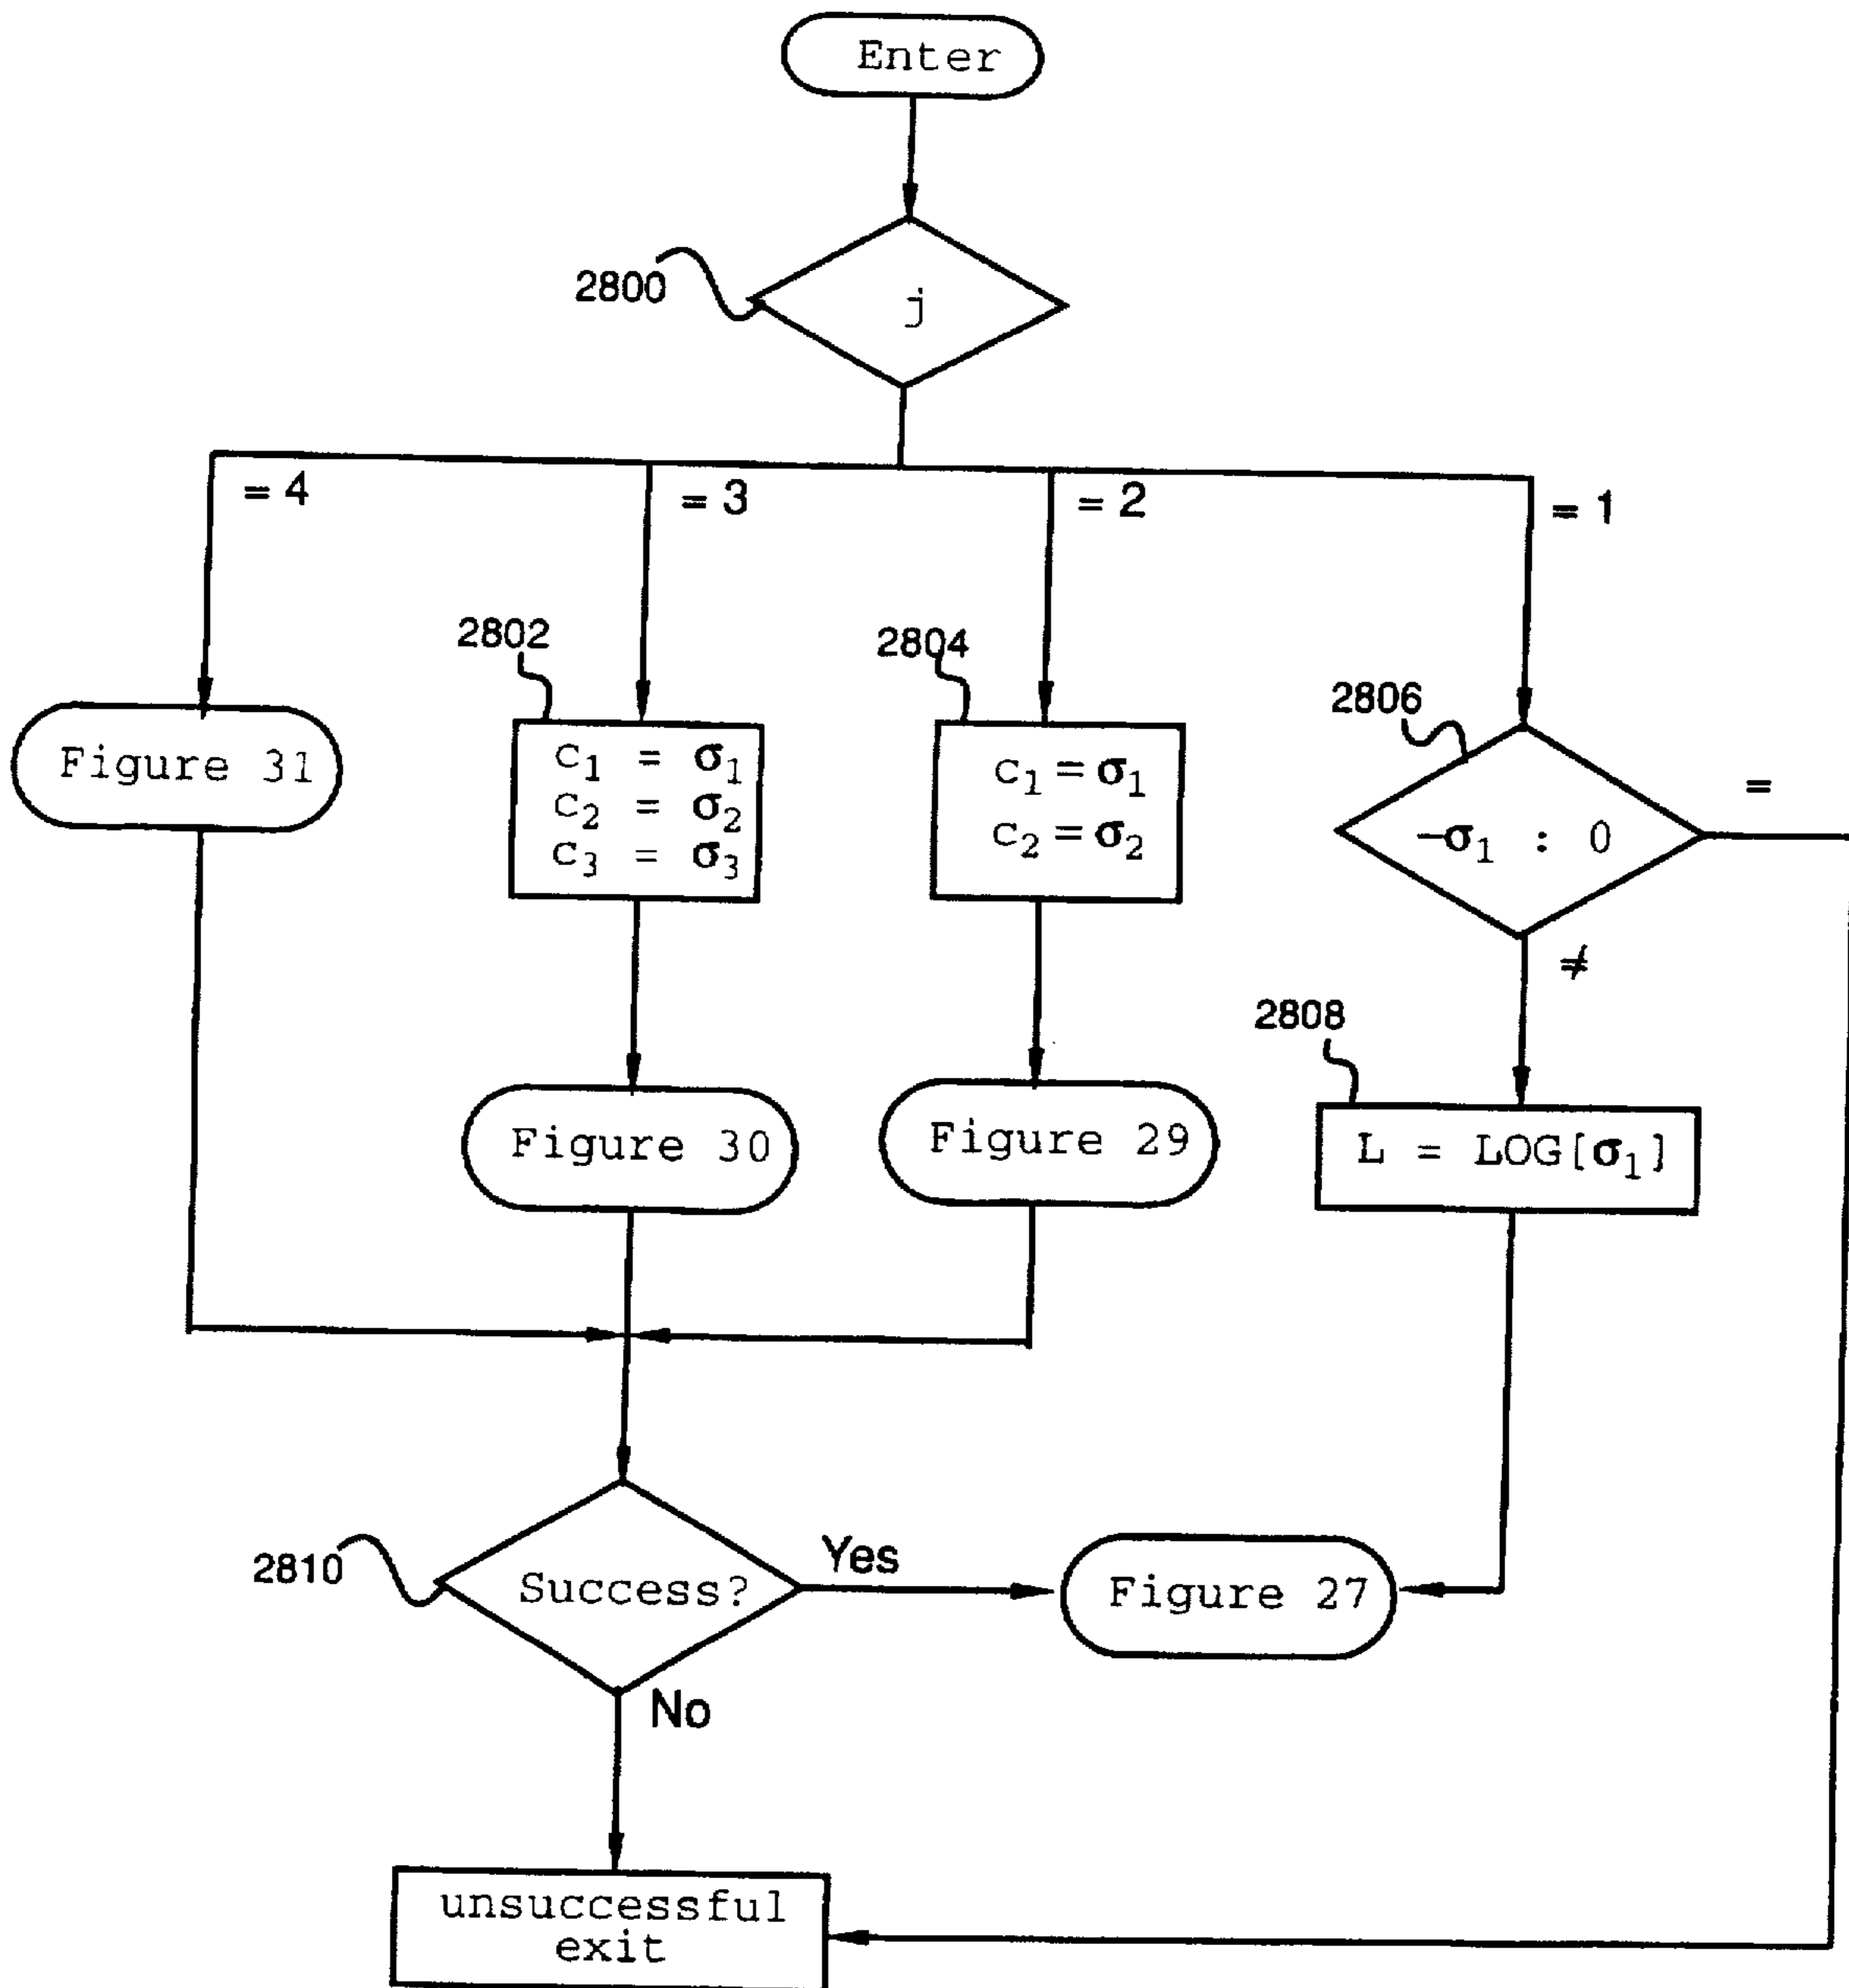 Enter
2800
j
= 4
= 3
= 2
= 1
2802
2804
2806
Figure 31
c₁ = σ₁
c₂ = σ₂
c₃ = σ₃
c₁ = σ₁
c₂ = σ₂
-σ₁ : 0
=
≠
2808
Figure 30
Figure 29
L = LOG[σ₁]
2810
Success?
Yes
Figure 27
No
unsuccessful
exit